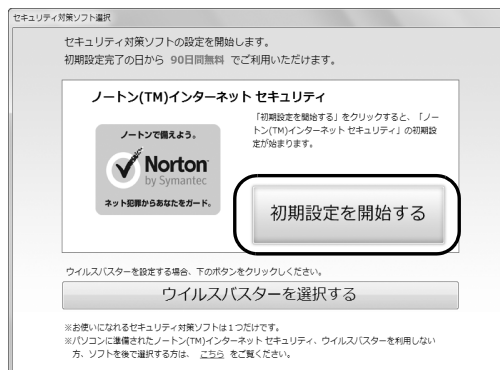 セキュリティ対策ソフト選択
セキュリティ対策ソフトの設定を開始します。
初期設定完了の日から 90日間無料 でご利用いただけます。
ノートン(TM)インターネット セキュリティ
「初期設定を開始する」をクリックすると、「ノー
トン(TM)インターネット セキュリティ」の初期設
定が始まります。
ノートンで備えよう。
Norton
by Symantec
ネット犯罪からあなたをガード。
初期設定を開始する
ウイルスバスターを設定する場合、下のボタンをクリックしください。
ウイルスバスターを選択する
※お使いになれるセキュリティ対策ソフトは１つだけです。
※パソコンに準備されたノートン(TM)インターネット セキュリティ、ウイルスバスターを利用しない
方、ソフトを後で選択する方は、 こちら をご覧ください。